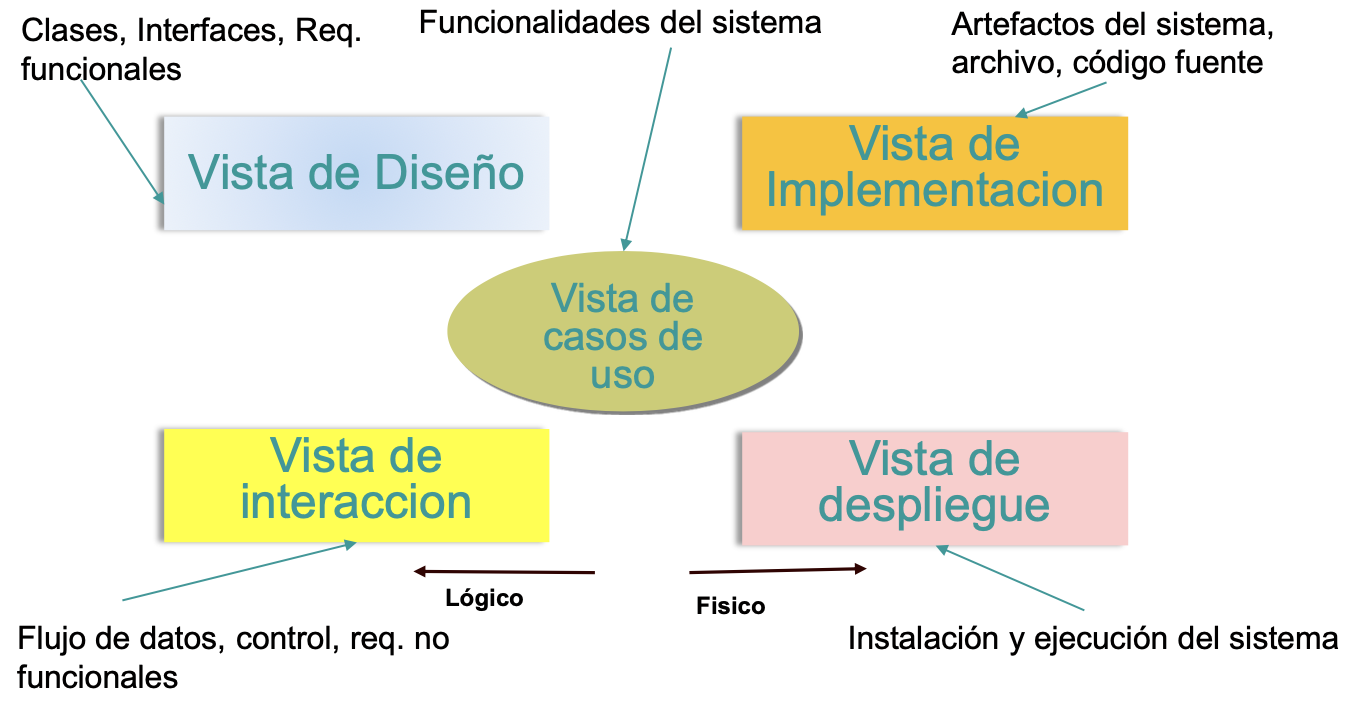 Clases, Interfaces, Req.
funcionales
Funcionalidades del sistema
Artefactos del sistema,
archivo, código fuente
Vista de Diseño
Vista de
Implementacion
Vista de
casos de
uso
Vista de
interaccion
Vista de
despliegue
Lógico
Fisico
Flujo de datos, control, req. no
funcionales
Instalación y ejecución del sistema